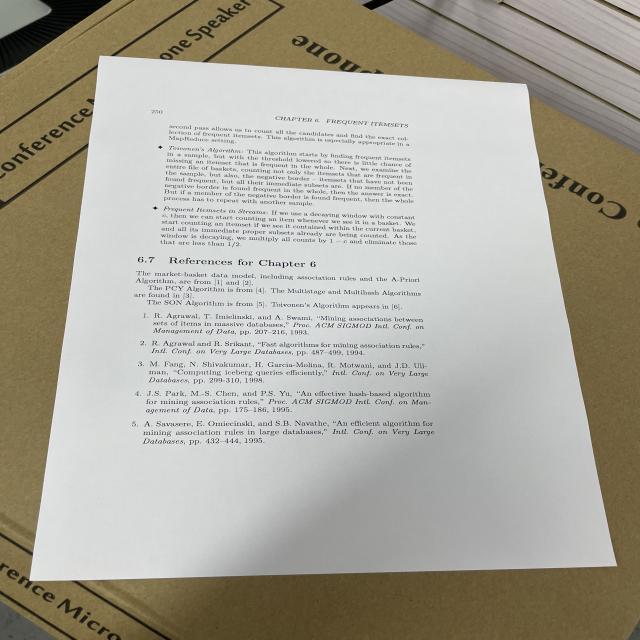 one Speaker
Conference M
phone
Confe
250
CHAPTER 6. FREQUENT ITEMSETS
second pass allows us to count all the candidates and find the exact col-
lection of frequent itemsets. This algorithm is especially appropriate in a
MapReduce setting.
◆ Toivonen's Algorithm: This algorithm starts by finding frequent itemsets
in a sample, but with the threshold lowered so there is little chance of
missing an itemset that is frequent in the whole. Next, we examine the
entire file of baskets, counting not only the itemsets that are frequent in
the sample, but also, the negative border – itemsets that have not been
found frequent, but all their immediate subsets are. If no member of the
negative border is found frequent in the whole, then the answer is exact.
But if a member of the negative border is found frequent, then the whole
process has to repeat with another sample.
◆ Frequent Itemsets in Streams: If we use a decaying window with constant
c, then we can start counting an item whenever we see it in a basket. We
start counting an itemset if we see it contained within the current basket,
and all its immediate proper subsets already are being counted. As the
window is decaying, we multiply all counts by 1 − c and eliminate those
that are less than 1/2.
6.7 References for Chapter 6
The market-basket data model, including association rules and the A-Priori
Algorithm, are from [1] and [2].
The PCY Algorithm is from [4]. The Multistage and Multihash Algorithms
are found in [3].
The SON Algorithm is from [5]. Toivonen's Algorithm appears in [6].
1. R. Agrawal, T. Imielinski, and A. Swami, "Mining associations between
sets of items in massive databases," Proc. ACM SIGMOD Intl. Conf. on
Management of Data, pp. 207–216, 1993.
2. R. Agrawal and R. Srikant, "Fast algorithms for mining association rules,"
Intl. Conf. on Very Large Databases, pp. 487–499, 1994.
3. M. Fang, N. Shivakumar, H. Garcia-Molina, R. Motwani, and J.D. Ull-
man, "Computing iceberg queries efficiently," Intl. Conf. on Very Large
Databases, pp. 299-310, 1998.
4. J.S. Park, M.-S. Chen, and P.S. Yu, "An effective hash-based algorithm
for mining association rules," Proc. ACM SIGMOD Intl. Conf. on Man-
agement of Data, pp. 175–186, 1995.
5. A. Savasere, E. Omiecinski, and S.B. Navathe, "An efficient algorithm for
mining association rules in large databases," Intl. Conf. on Very Large
Databases, pp. 432–444, 1995.
erence Micro